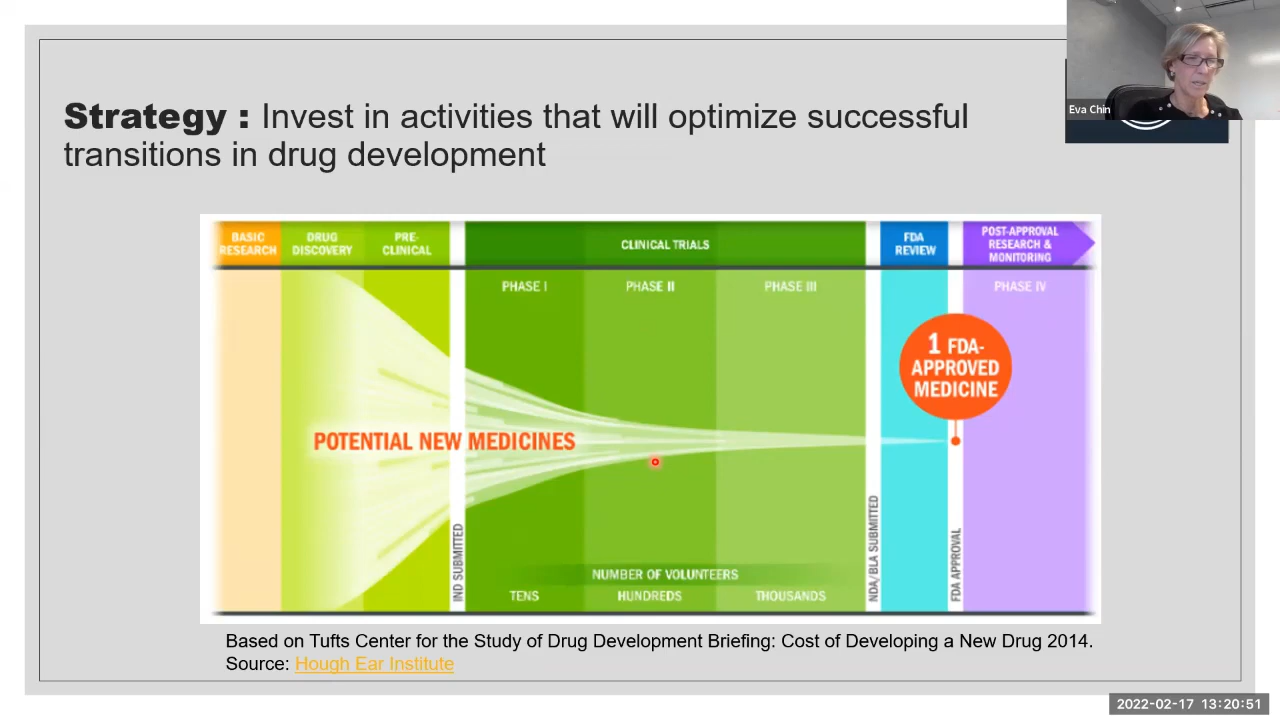 Strategy : Invest in activities that will optimize successful
transitions in drug development
Eva Chin
BASIC
RESEARCH
DRUG
DISCOVERY
PRE-
CLINICAL
CLINICAL TRIALS
FDA
REVIEW
POST-APPROVAL
RESEARCH &
MONITORING
PHASE I
PHASE II
PHASE III
PHASE IV
1 FDA-
APPROVED
MEDICINE
POTENTIAL NEW MEDICINES
IND SUBMITTED
NDA/BLA SUBMITTED
FDA APPROVAL
NUMBER OF VOLUNTEERS
TENS
HUNDREDS
THOUSANDS
Based on Tufts Center for the Study of Drug Development Briefing: Cost of Developing a New Drug 2014.
Source: Hough Ear Institute
2022-02-17 13:20:51